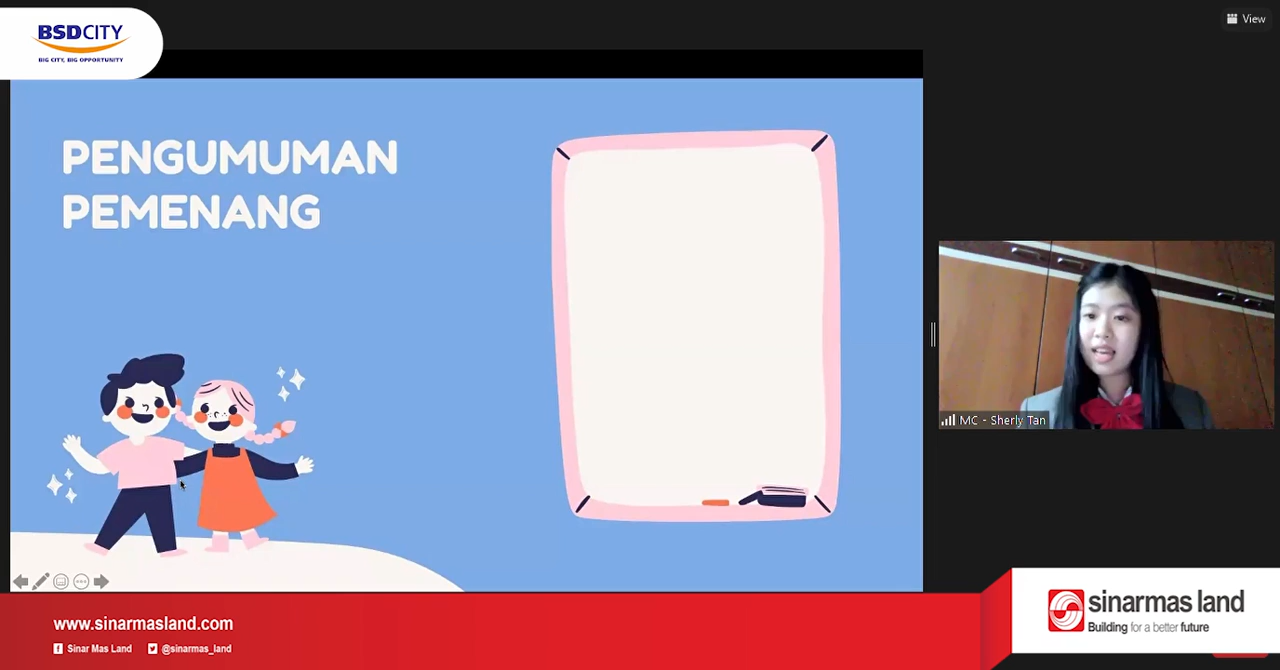 BSDCITY
BIG CITY, BIG OPPORTUNITY
View
PENGUMUMAN
PEMENANG
MC - Sherly Tan
www.sinarmasland.com
Sinar Mas Land
@sinarmas_land
sinarmas land
Building for a better future